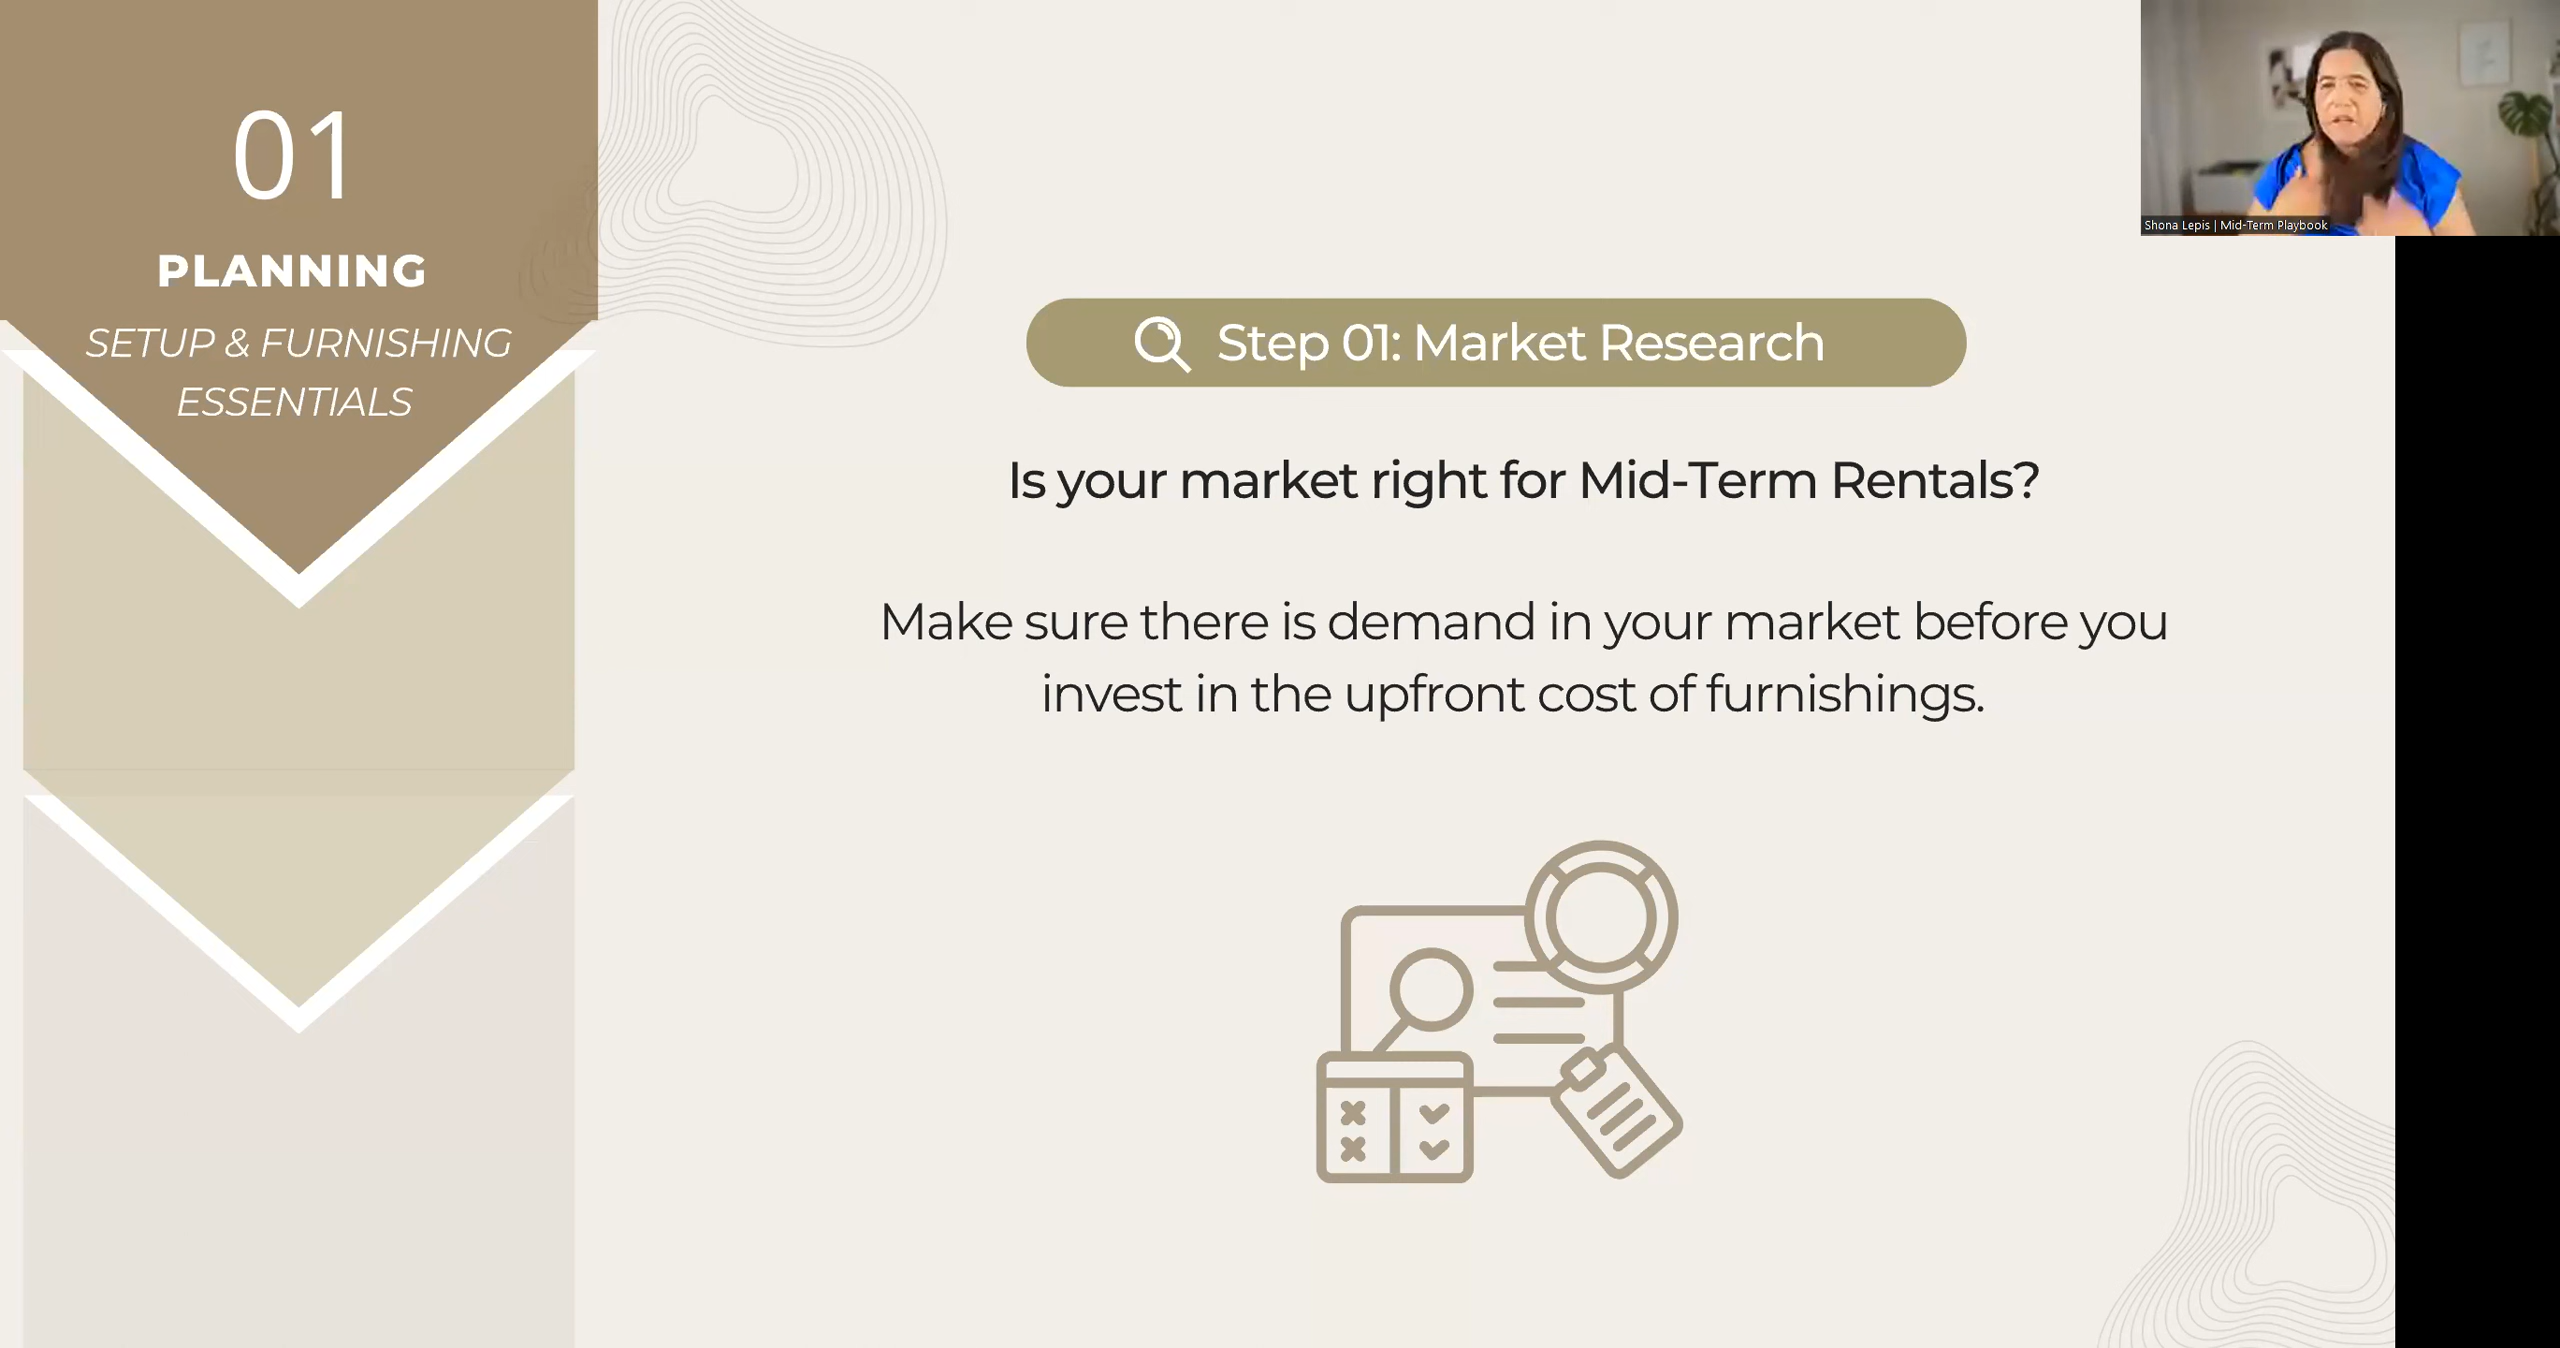 01
PLANNING
SETUP & FURNISHING
ESSENTIALS
Shona Lepis | Mid-Term Playbook
Step 01: Market Research
Is your market right for Mid-Term Rentals?
Make sure there is demand in your market before you
invest in the upfront cost of furnishings.